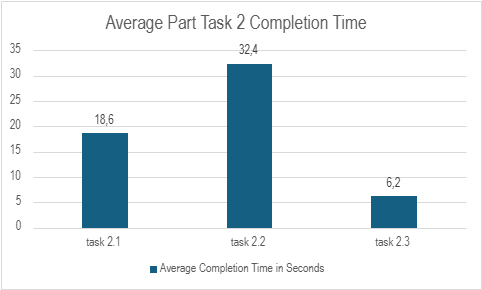 Average Part Task 2 Completion Time
35
30
25
20
15
10
5
0
18,6
32,4
6,2
task 2.1
task 2.2
task 2.3
Average Completion Time in Seconds